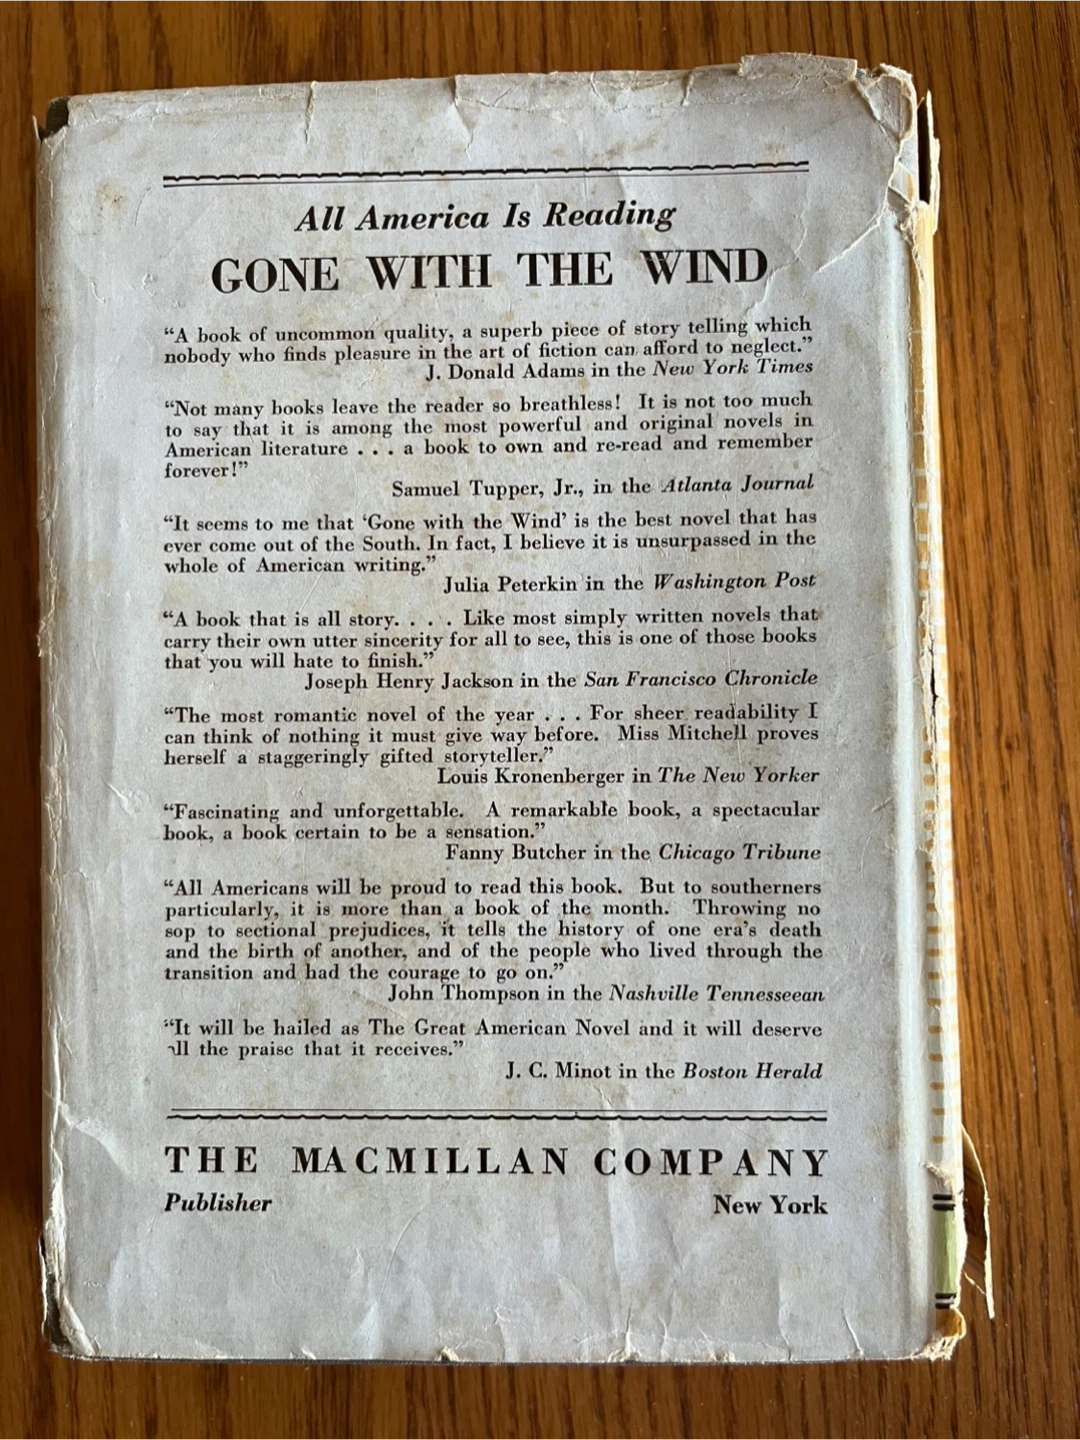 All America Is Reading
GONE WITH THE WIND
“A book of uncommon quality, a superb piece of story telling which
nobody who finds pleasure in the art of fiction can afford to neglect.”
J. Donald Adams in the New York Times
“Not many books leave the reader so breathless! It is not too much
to say that it is among the most powerful and original novels in
American literature . . . a book to own and re-read and remember
forever!”
Samuel Tupper, Jr., in the Atlanta Journal
“It seems to me that ‘Gone with the Wind’ is the best novel that has
ever come out of the South. In fact, I believe it is unsurpassed in the
whole of American writing.”
Julia Peterkin in the Washington Post
“A book that is all story. . . . Like most simply written novels that
carry their own utter sincerity for all to see, this is one of those books
that you will hate to finish.”
Joseph Henry Jackson in the San Francisco Chronicle
“The most romantic novel of the year . . . For sheer readability I
can think of nothing it must give way before. Miss Mitchell proves
herself a staggeringly gifted storyteller.”
Louis Kronenberger in The New Yorker
“Fascinating and unforgettable. A remarkable book, a spectacular
book, a book certain to be a sensation.”
Fanny Butcher in the Chicago Tribune
“All Americans will be proud to read this book. But to southerners
particularly, it is more than a book of the month. Throwing no
sop to sectional prejudices, it tells the history of one era’s death
and the birth of another, and of the people who lived through the
transition and had the courage to go on.”
John Thompson in the Nashville Tennesseean
“It will be hailed as The Great American Novel and it will deserve
all the praise that it receives.”
J. C. Minot in the Boston Herald
THE MACMILLAN COMPANY
Publisher New York